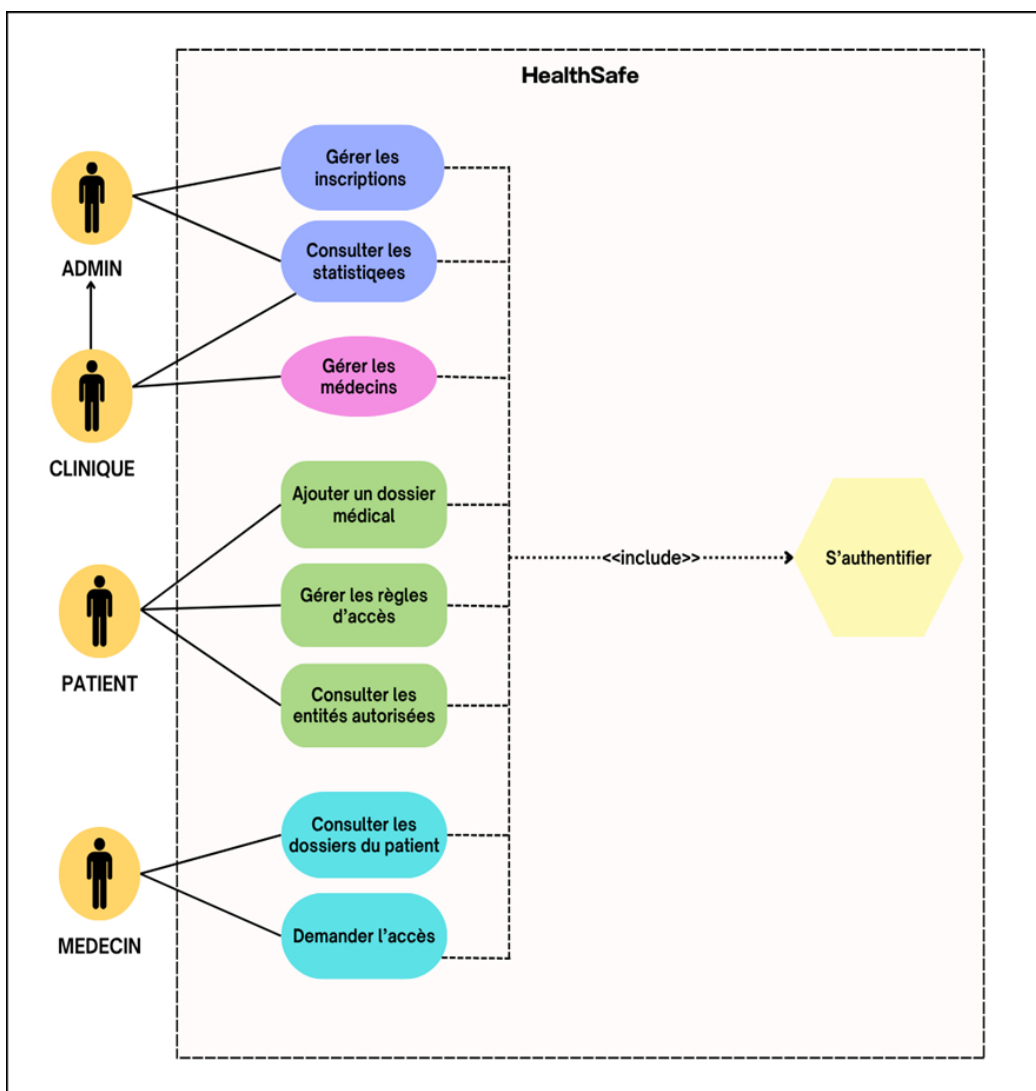 HealthSafe
Gérer les
inscriptions
ADMIN
Consulter les
statistiqees
Gérer les
médecins
CLINIQUE
Ajouter un dossier
médical
<<include>>
S'authentifier
Gérer les règles
d'accès
PATIENT
Consulter les
entités autorisées
Consulter les
dossiers du patient
Demander l'accès
MEDECIN